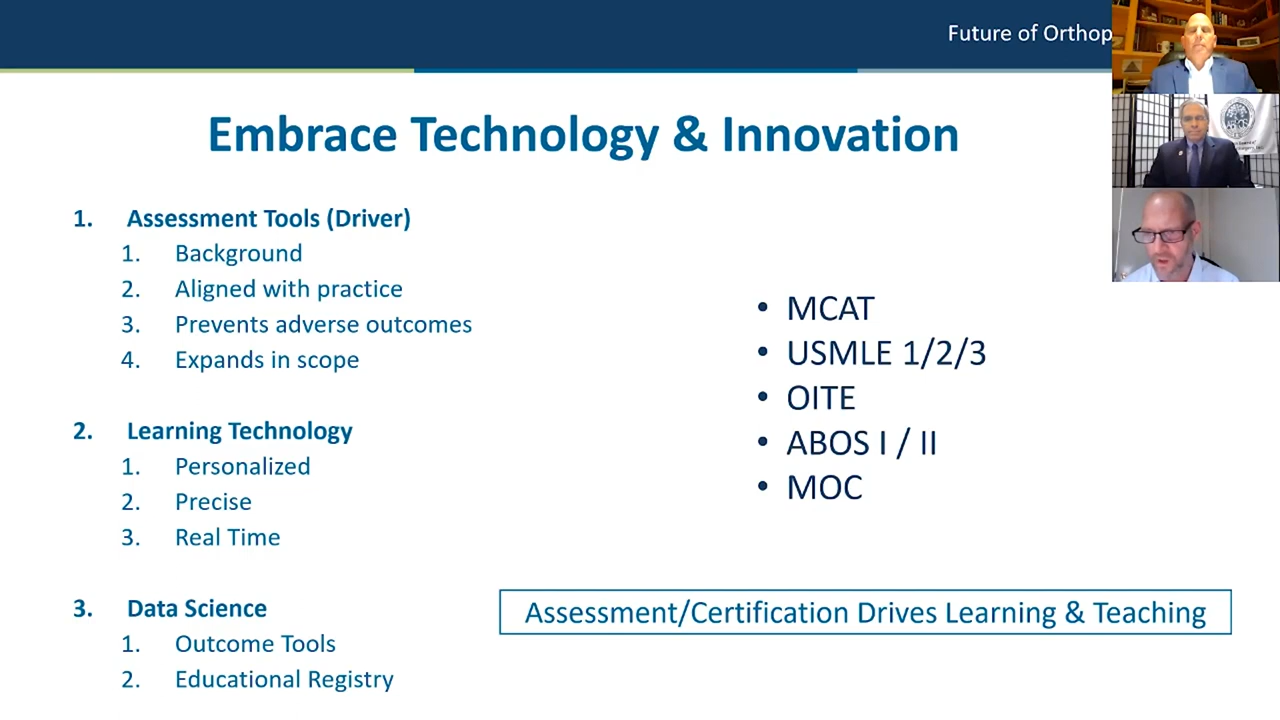 Future of Orthop
Embrace Technology & Innovation
1. Assessment Tools (Driver)
1. Background
2. Aligned with practice
3. Prevents adverse outcomes
4. Expands in scope
2. Learning Technology
1. Personalized
2. Precise
3. Real Time
3. Data Science
1. Outcome Tools
2. Educational Registry
• MCAT
• USMLE 1/2/3
• OITE
• ABOS I / II
• MOC
Assessment/Certification Drives Learning & Teaching